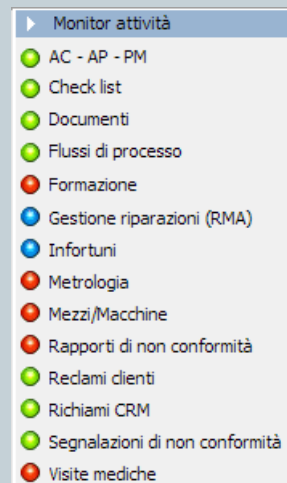 Monitor attività
AC - AP - PM
Check list
Documenti
Flussi di processo
Formazione
Gestione riparazioni (RMA)
Infortuni
Metrologia
Mezzi/Macchine
Rapporti di non conformità
Reclami clienti
Richiami CRM
Segnalazioni di non conformità
Visite mediche